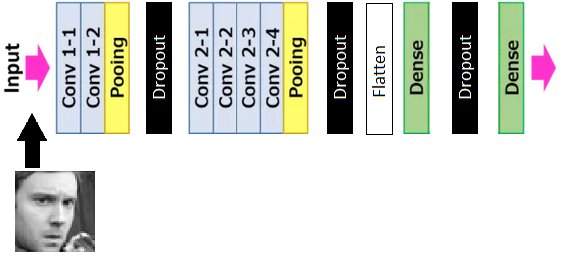 Input
Conv 1-1
Conv 1-2
Pooing
Dropout
Conv 2-1
Conv 2-2
Conv 2-3
Conv 2-4
Pooing
Dropout
Flatten
Dense
Dropout
Dense